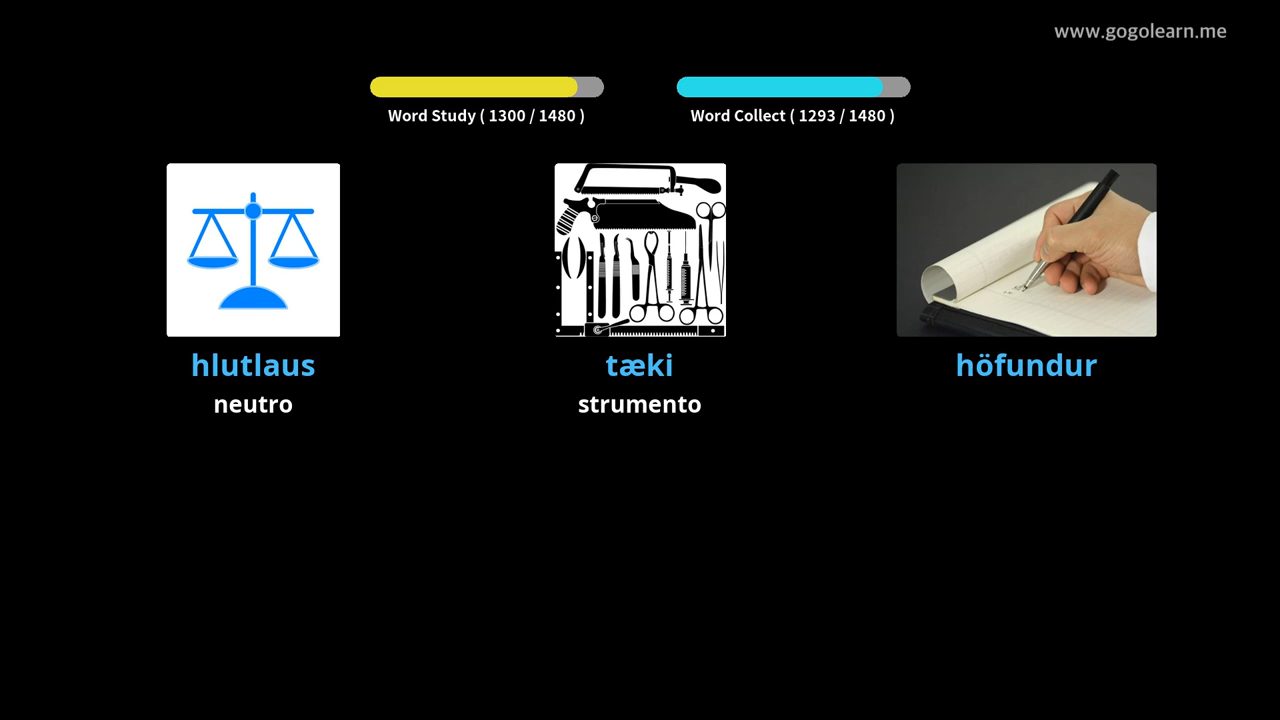 www.gogolearn.me
Word Study ( 1300 / 1480 )
Word Collect ( 1293 / 1480 )
hlutlaus
neutro
tæki
strumento
höfundur